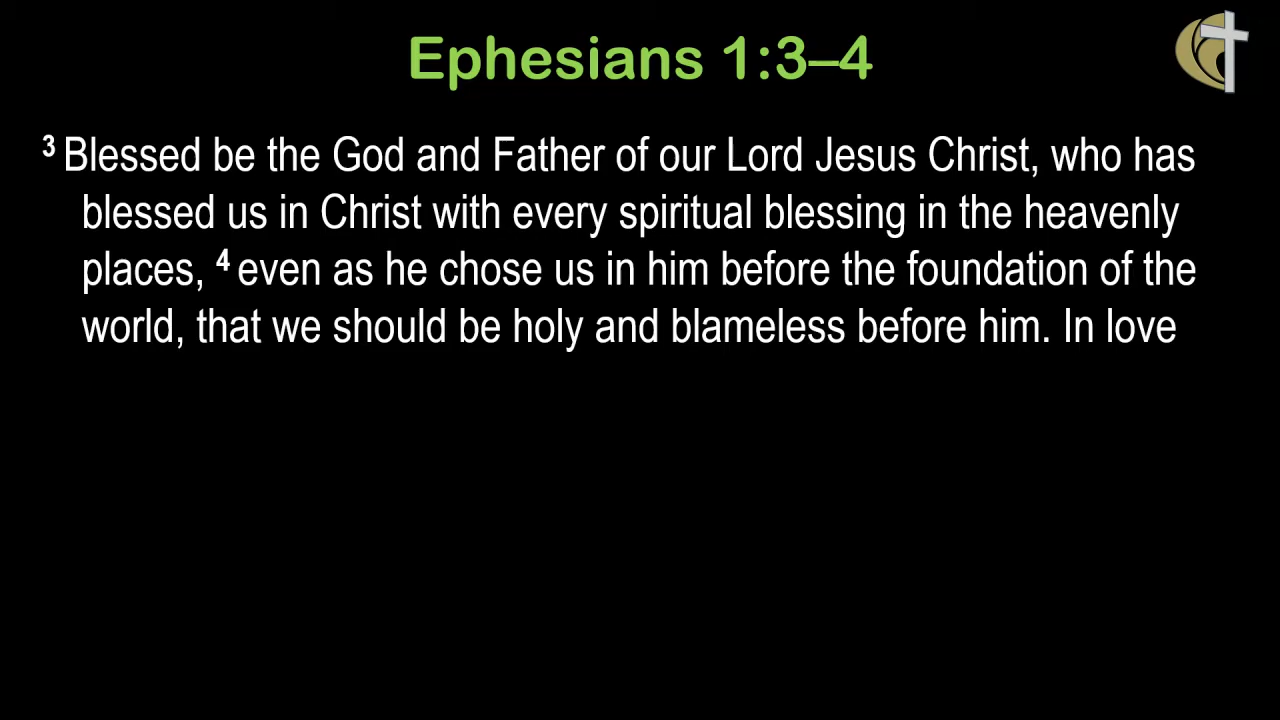 Ephesians 1:3–4
3 Blessed be the God and Father of our Lord Jesus Christ, who has
blessed us in Christ with every spiritual blessing in the heavenly
places, 4 even as he chose us in him before the foundation of the
world, that we should be holy and blameless before him. In love